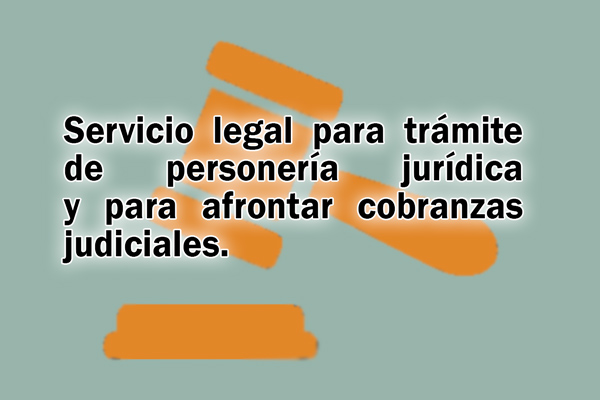 Servicio legal para trámite
de personería jurídica
y para afrontar cobranzas
judiciales.